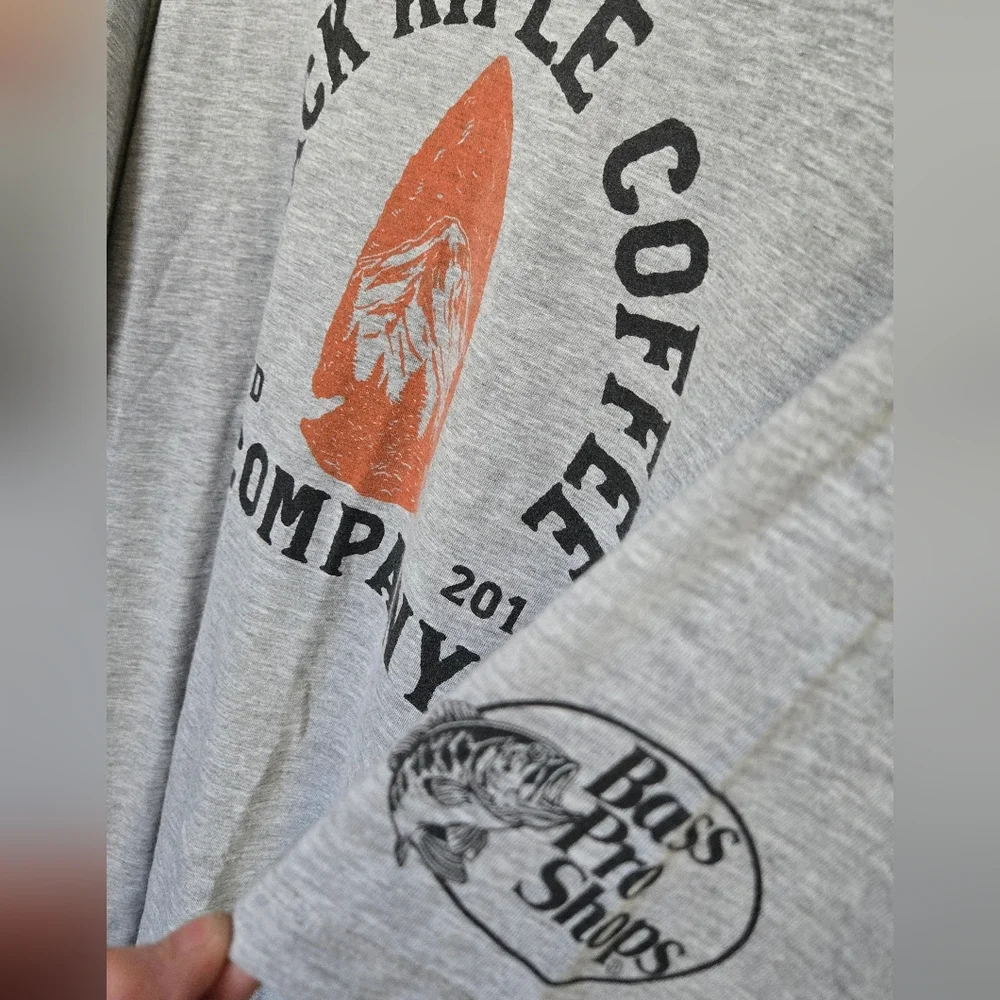 CK RIFLE COFFEE
D
COMPANY
201
Bass
Pro
Shops
®